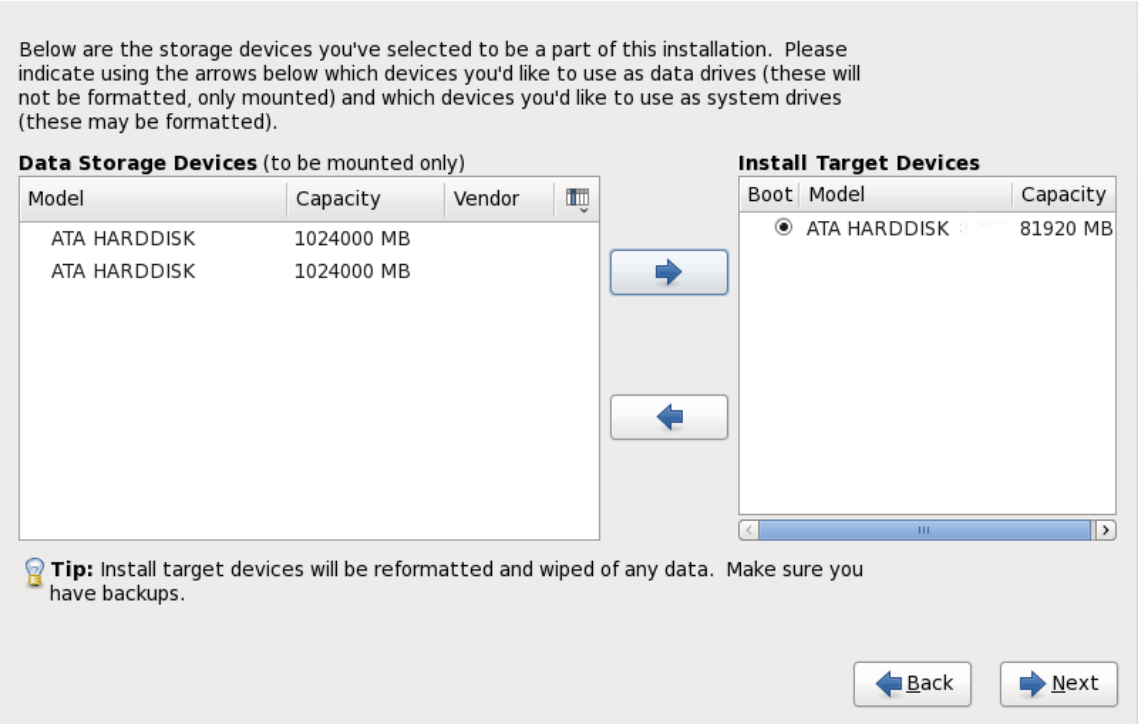 Below are the storage devices you've selected to be a part of this installation.  Please
indicate using the arrows below which devices you'd like to use as data drives (these will
not be formatted, only mounted) and which devices you'd like to use as system drives
(these may be formatted).
Data Storage Devices (to be mounted only)
Model Capacity Vendor
ATA HARDDISK 1024000 MB
ATA HARDDISK 1024000 MB
Install Target Devices
Boot Model Capacity
ATA HARDDISK 81920 MB
Tip: Install target devices will be reformatted and wiped of any data.  Make sure you
have backups.
Back Next